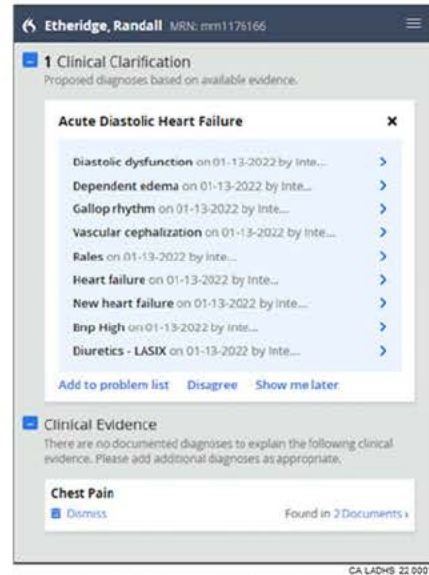 Etheridge, Randall MRN: mrn1176166
1 Clinical Clarification
Proposed diagnoses based on available evidence.
Acute Diastolic Heart Failure
Diastolic dysfunction on 01-13-2022 by Inte...
Dependent edema on 01-13-2022 by Inte...
Gallop rhythm on 01-13-2022 by Inte...
Vascular cephalization on 01-13-2022 by Inte...
Rales on 01-13-2022 by Inte...
Heart failure on 01-13-2022 by Inte...
New heart failure on 01-13-2022 by Inte...
Bnp High on 01-13-2022 by Inte...
Diuretics - LASIX on 01-13-2022 by Inte...
Add to problem list Disagree Show me later
Clinical Evidence
There are no documented diagnoses to explain the following clinical
evidence. Please add additional diagnoses as appropriate.
Chest Pain
Dismiss Found in 2 Documents ›
CA LADHS 22 0001